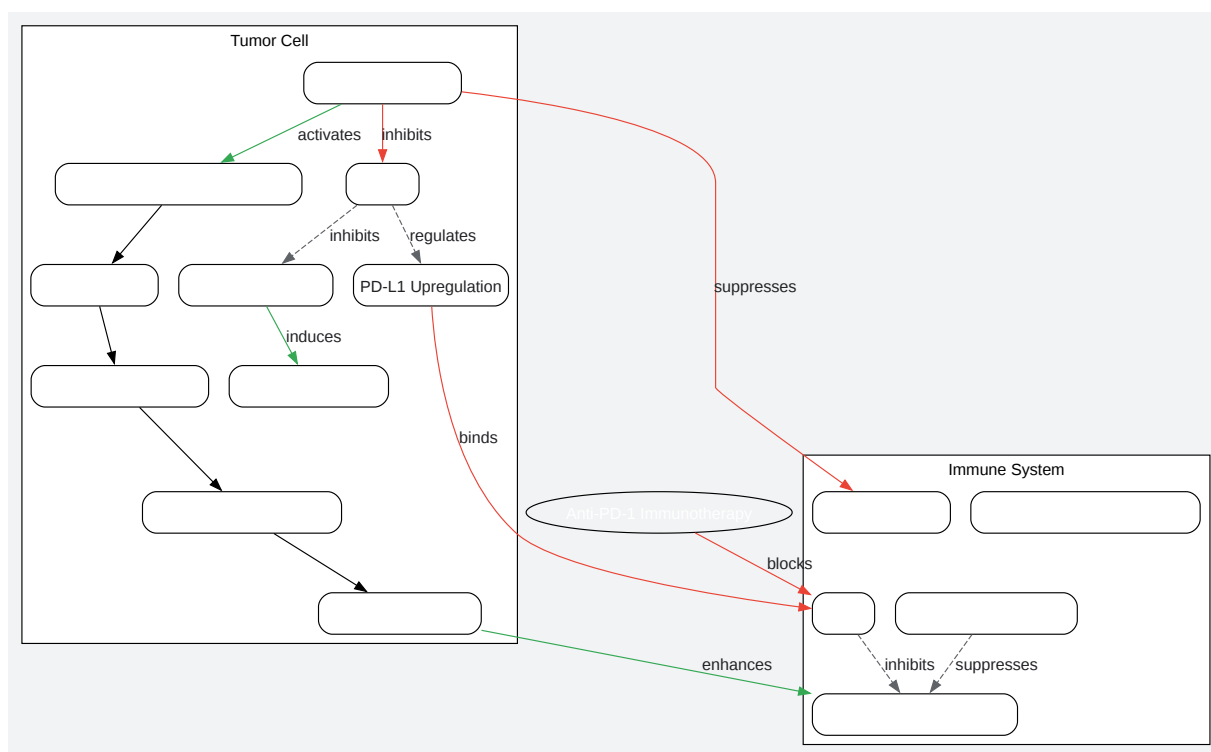 Tumor Cell
activates
inhibits
inhibits
regulates
PD-L1 Upregulation
suppresses
induces
binds
Immune System
Anti-PD-1 Immunotherapy
blocks
enhances
inhibits
suppresses